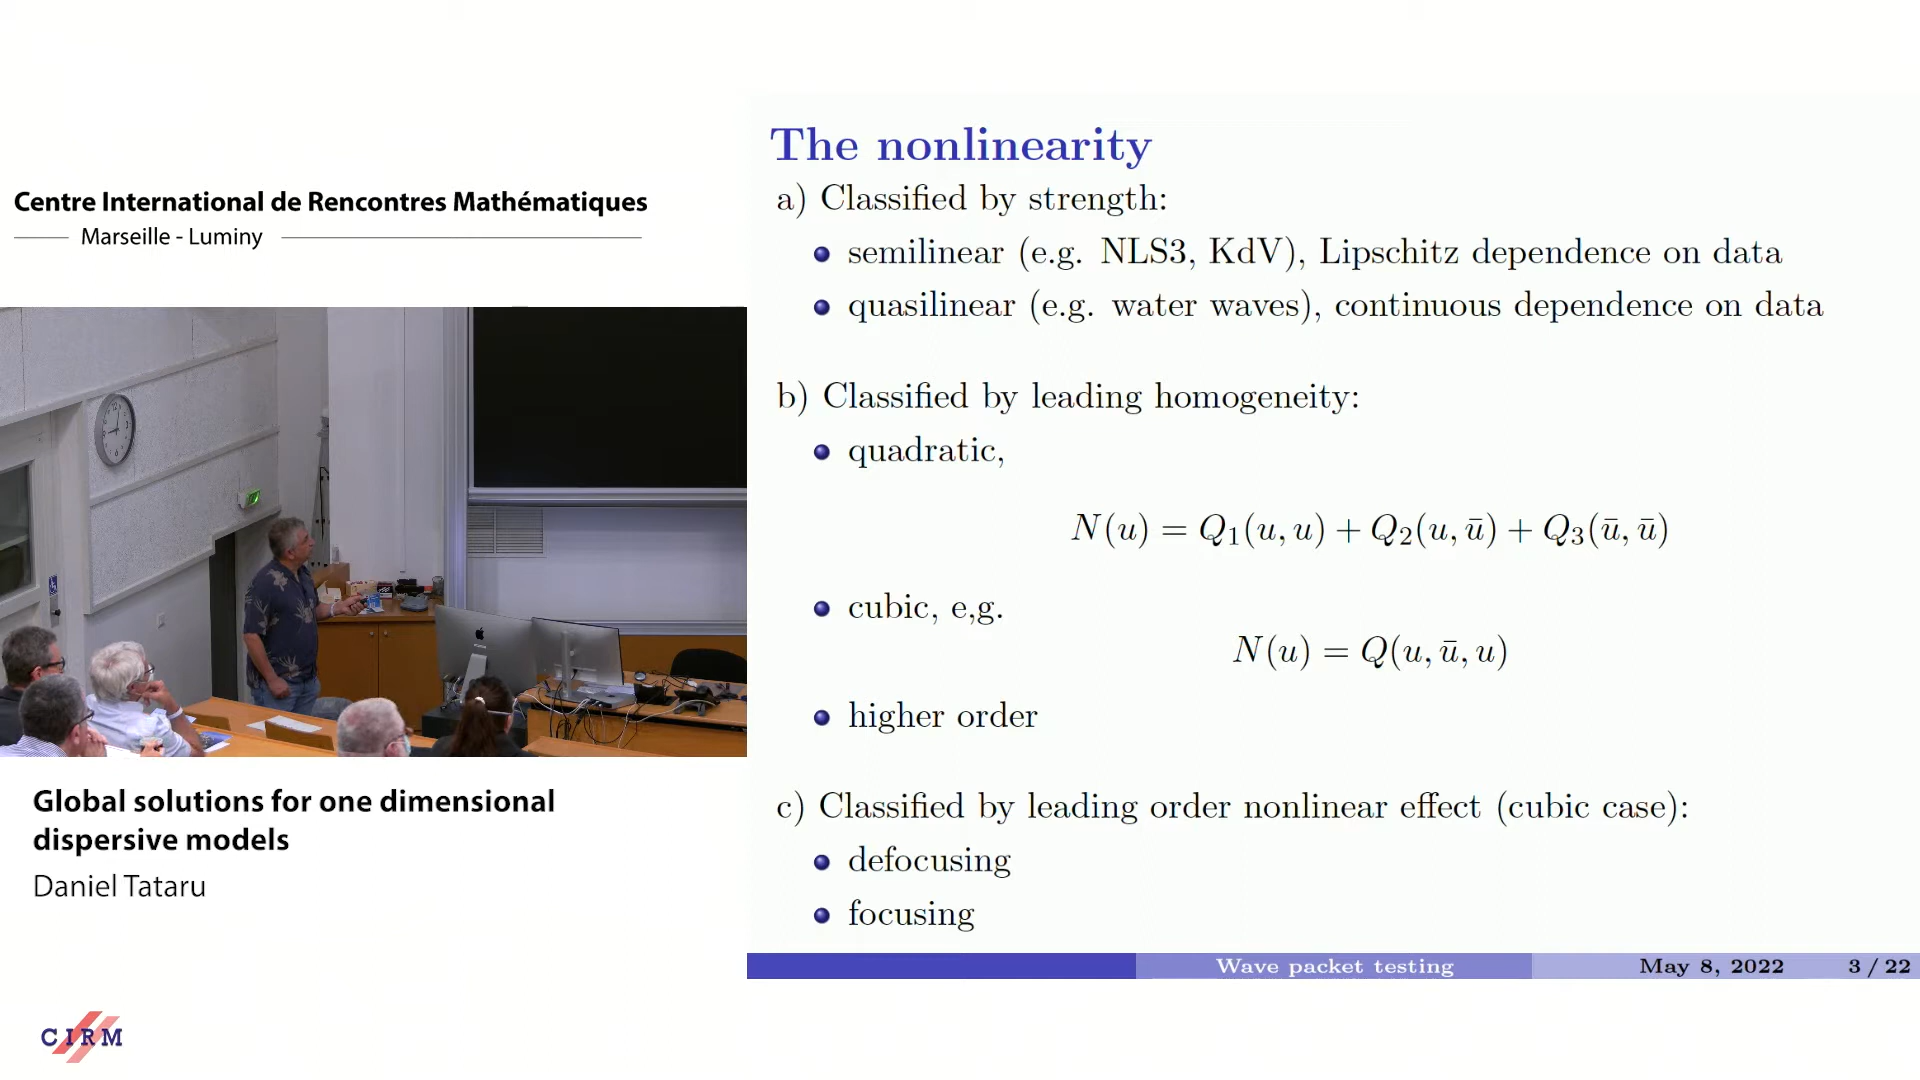 Centre International de Rencontres Mathématiques
Marseille - Luminy
Global solutions for one dimensional
dispersive models
Daniel Tataru
CIRM
The nonlinearity
a) Classified by strength:
semilinear (e.g. NLS3, KdV), Lipschitz dependence on data
quasilinear (e.g. water waves), continuous dependence on data
b) Classified by leading homogeneity:
quadratic,
N(u) = Q₁(u, u) + Q₂(u, ū) + Q₃(ū, ū)
cubic, e,g.
N(u) = Q(u, ū, u)
higher order
c) Classified by leading order nonlinear effect (cubic case):
defocusing
focusing
Wave packet testing May 8, 2022 3 / 22